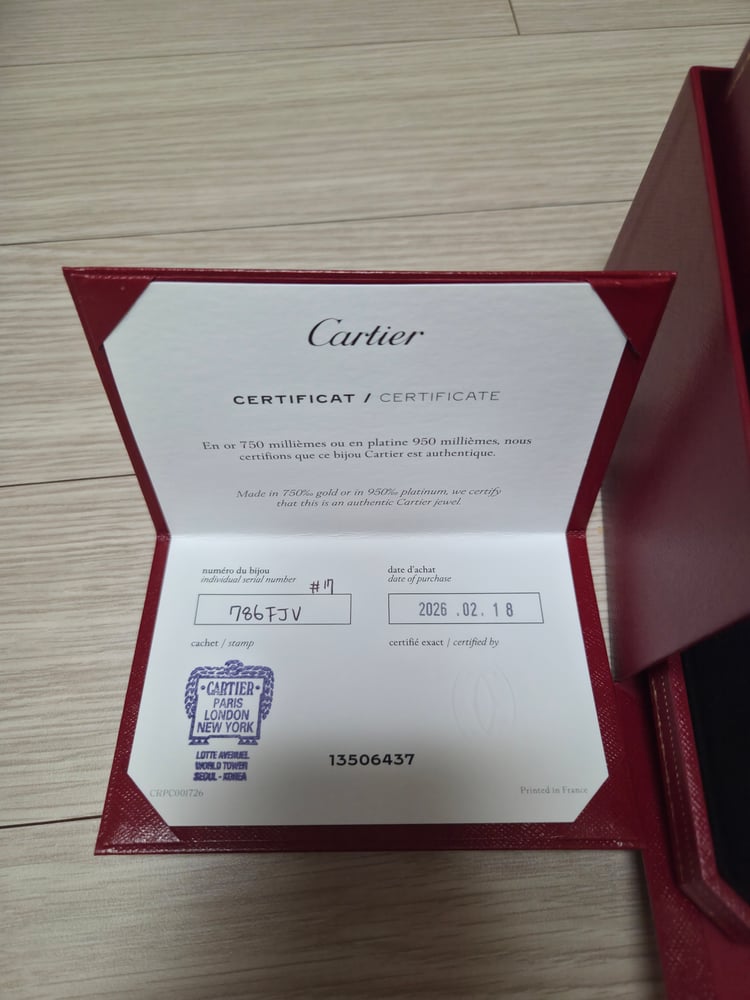 Cartier
CERTIFICAT / CERTIFICATE
En or 750 millièmes ou en platine 950 millièmes, nous
certifions que ce bijou Cartier est authentique.
Made in 750‰ gold or in 950‰ platinum, we certify
that this is an authentic Cartier jewel.
numéro du bijou
individual serial number
#17
786FJV
date d'achat
date of purchase
2026 .02. 18
cachet / stamp
certifié exact / certified by
CARTIER
PARIS
LONDON
NEW YORK
LOTTE AVENUEL
WORLD TOWER
SEOUL - KOREA
13506437
CRPC001726
Printed in France